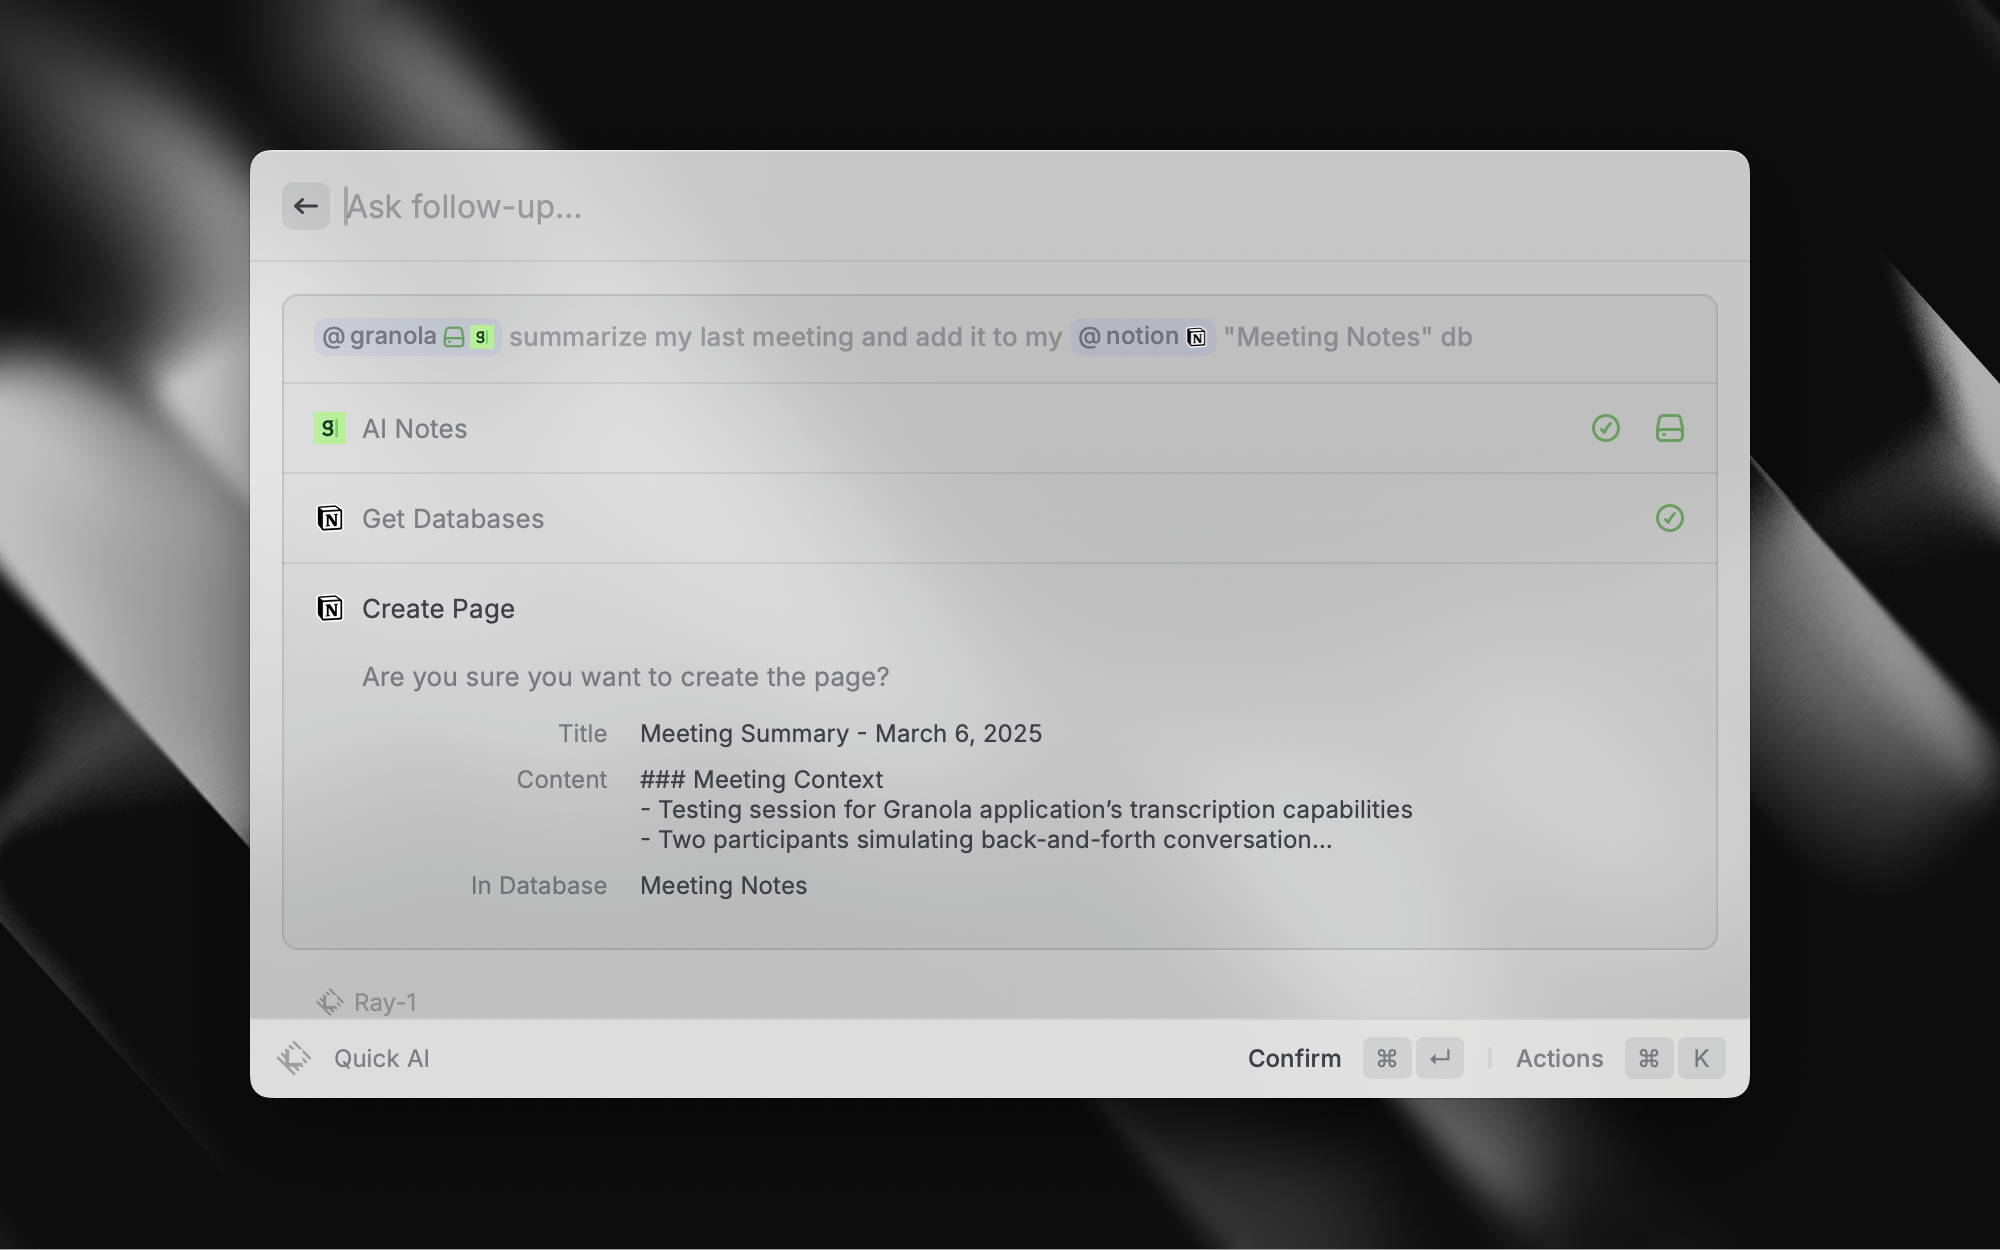 Ask follow-up...
@granola g summarize my last meeting and add it to my @notion N "Meeting Notes" db
g AI Notes
N Get Databases
N Create Page
Are you sure you want to create the page?
Title Meeting Summary - March 6, 2025
Content ### Meeting Context
- Testing session for Granola application’s transcription capabilities
- Two participants simulating back-and-forth conversation...
In Database Meeting Notes
Ray-1
Quick AI Confirm ⌘ ↵ Actions ⌘ K